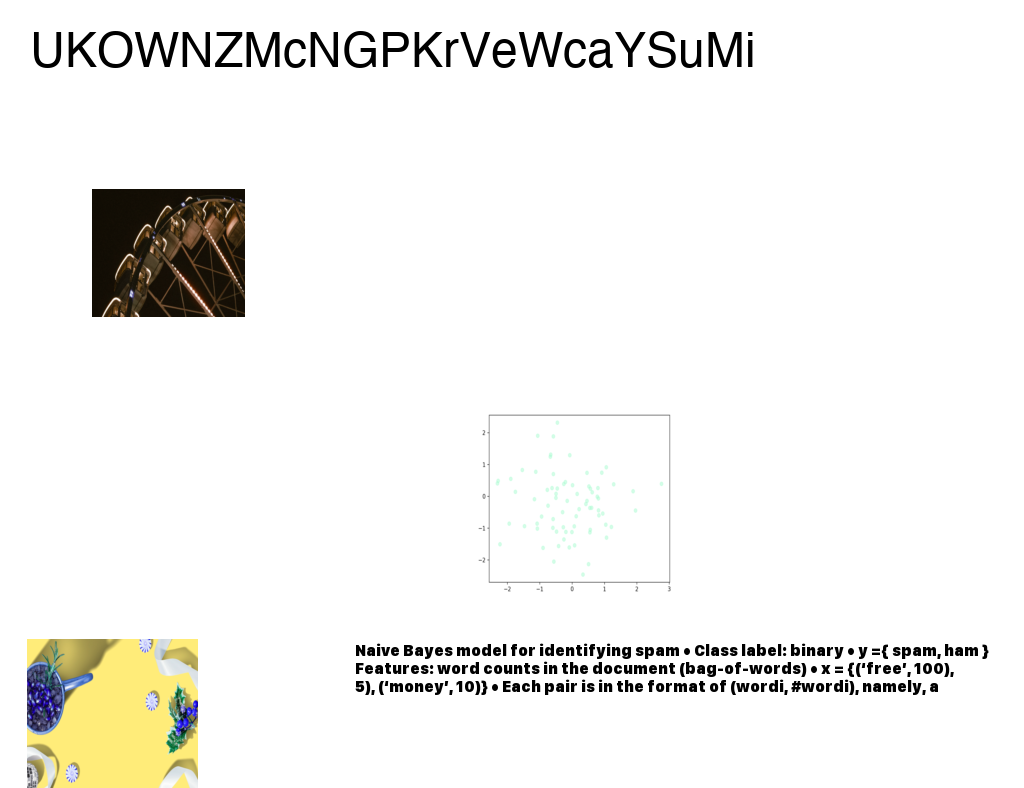 UKOWNZMcNGPKrVeWcaYSuMi
2
1
0
−1
−2
−2 −1 0 1 2 3
Naive Bayes model for identifying spam • Class label: binary • y ={ spam, ham }
Features: word counts in the document (bag-of-words) • x = {(‘free’, 100),
5), (‘money’, 10)} • Each pair is in the format of (wordi, #wordi), namely, a